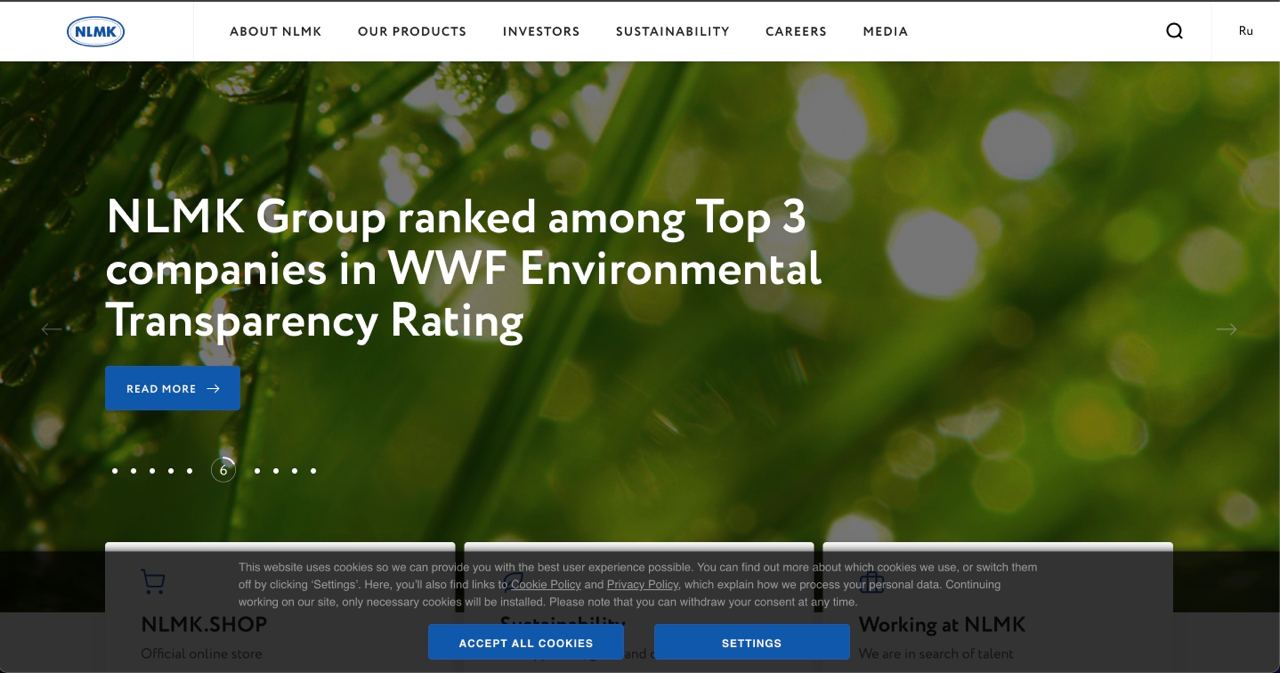 NLMK
ABOUT NLMK
OUR PRODUCTS
INVESTORS
SUSTAINABILITY
CAREERS
MEDIA
Ru
NLMK Group ranked among Top 3
companies in WWF Environmental
Transparency Rating
READ MORE
6
This website uses cookies so we can provide you with the best user experience possible. You can find out more about which cookies we use, or switch them
off by clicking ‘Settings’. Here, you’ll also find links to Cookie Policy and Privacy Policy, which explain how we process your personal data. Continuing
working on our site, only necessary cookies will be installed. Please note that you can withdraw your consent at any time.
NLMK.SHOP
Sustainability
Working at NLMK
ACCEPT ALL COOKIES
SETTINGS
Official online store
and
We are in search of talent